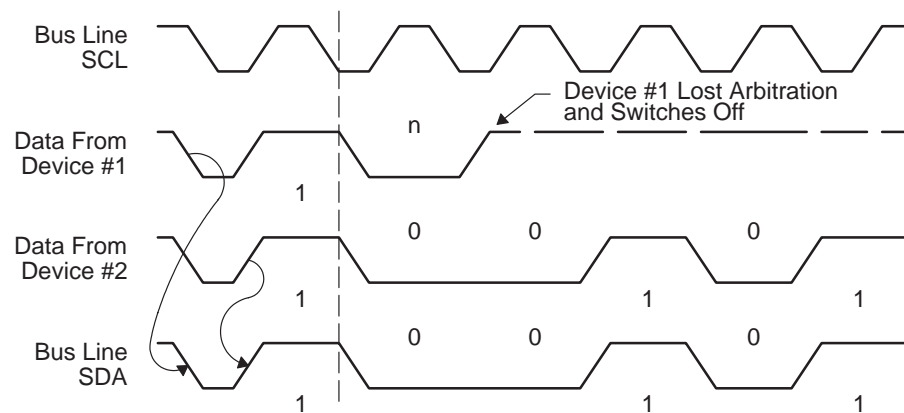 Bus Line
SCL
Device #1 Lost Arbitration
and Switches Off
n
Data From
Device #1
1
0 0 0
Data From
Device #2
1 1 1
0 0 0
Bus Line
SDA
1 1 1